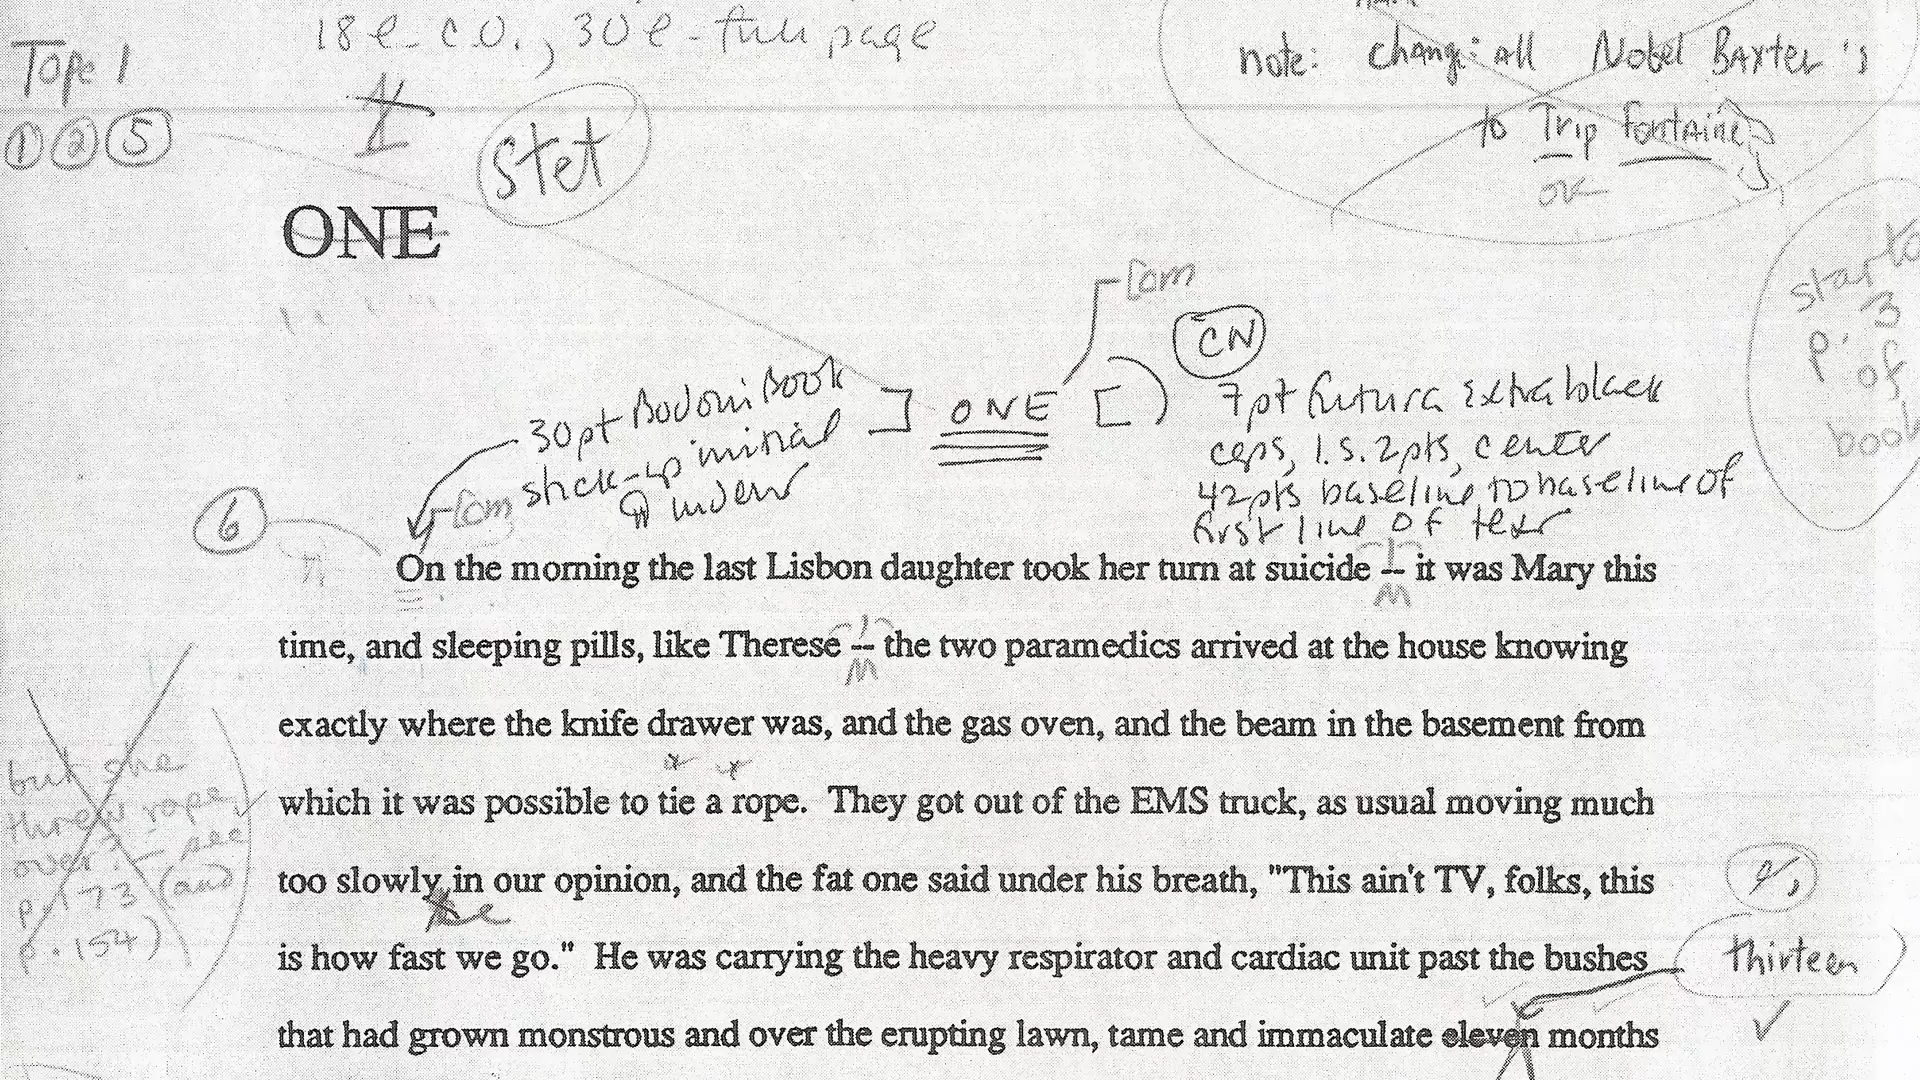 18 e - c.o., 30 e - full page
Tape 1
1 2 5
stet
note: change all Nobel Baxter's
to Trip Fontaine
ok
ONE
start on
p. 3
of
book
[om
CN
30pt Bodoni Book
stick-up initial
] ONE [
7pt futura extra black
caps, l.s. 2pts, center
42pts baseline to baseline of
first line of text
6
[om
On the morning the last Lisbon daughter took her turn at suicide -- it was Mary this
M
time, and sleeping pills, like Therese -- the two paramedics arrived at the house knowing
M
exactly where the knife drawer was, and the gas oven, and the beam in the basement from
which it was possible to tie a rope. They got out of the EMS truck, as usual moving much
but she
threw rope
over? - see
p. 173 (and
p. 154)
too slowly in our opinion, and the fat one said under his breath, "This ain't TV, folks, this
is how fast we go." He was carrying the heavy respirator and cardiac unit past the bushes
thirteen
that had grown monstrous and over the erupting lawn, tame and immaculate eleven months